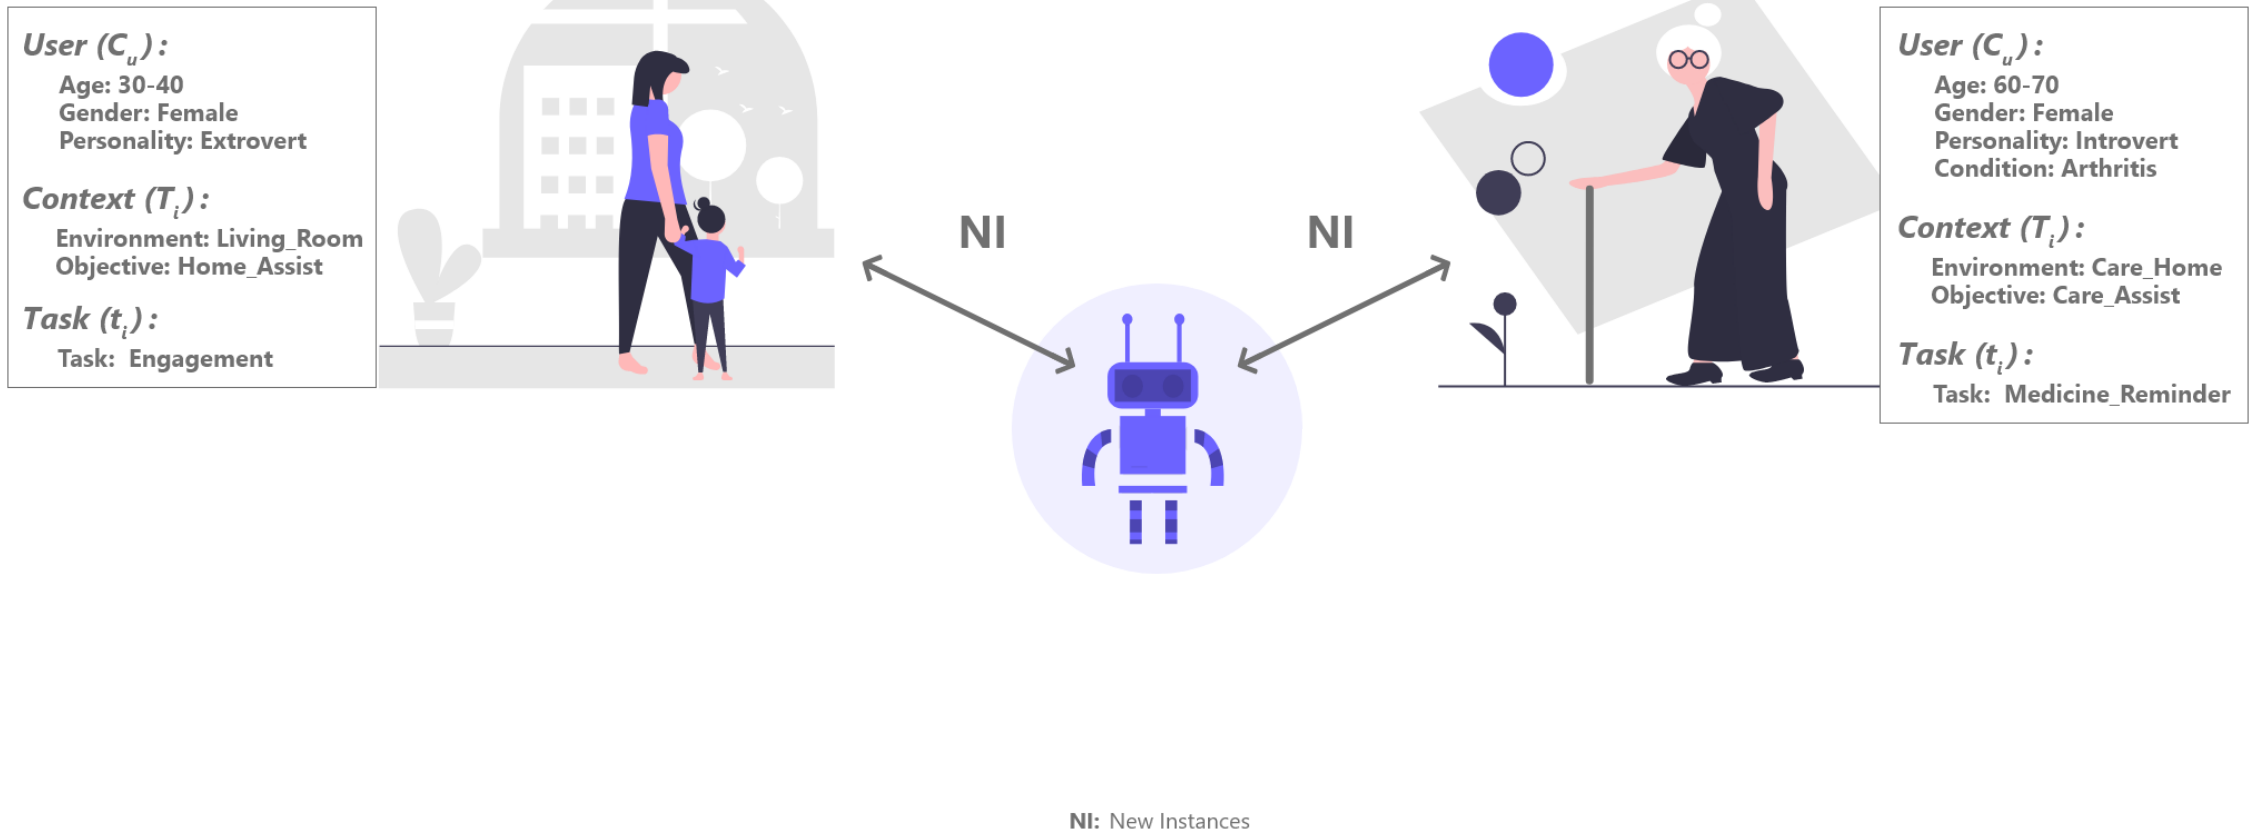 User (Cu) :
Age: 30-40
Gender: Female
Personality: Extrovert
Context (Ti) :
Environment: Living_Room
Objective: Home_Assist
Task (ti) :
Task: Engagement
NI
NI
User (Cu) :
Age: 60-70
Gender: Female
Personality: Introvert
Condition: Arthritis
Context (Ti) :
Environment: Care_Home
Objective: Care_Assist
Task (ti) :
Task: Medicine_Reminder
NI: New Instances